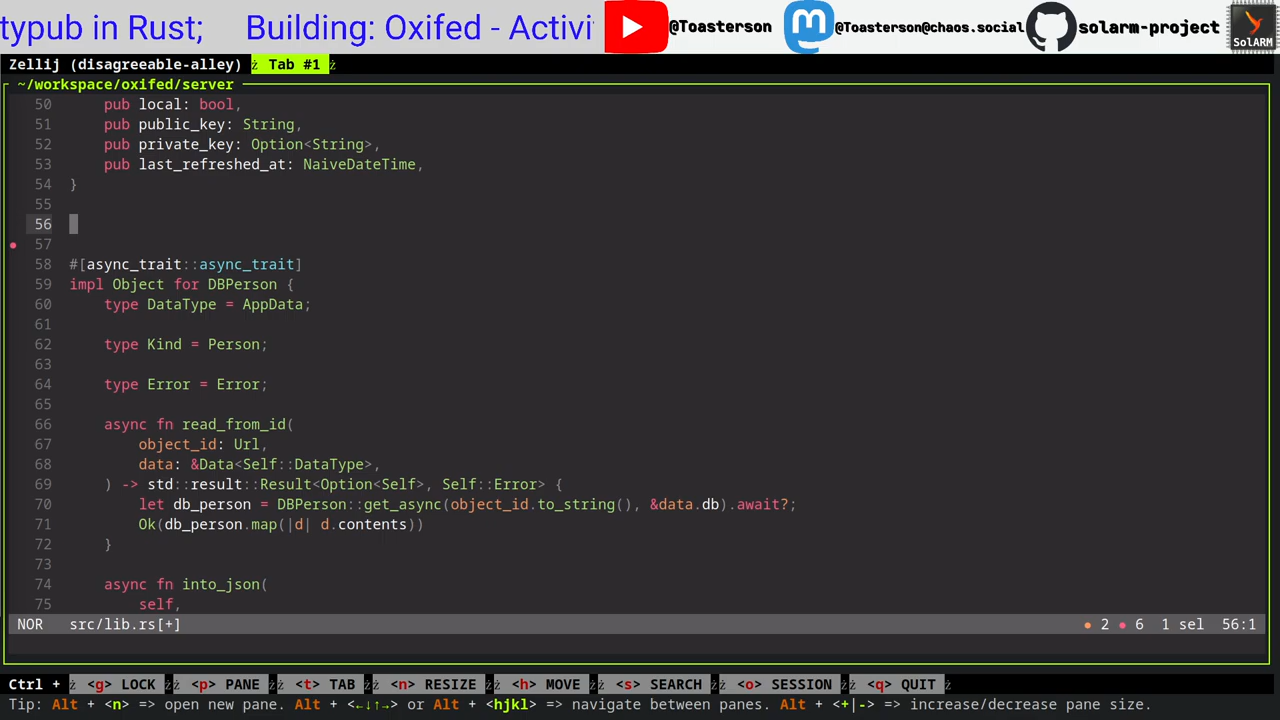 typub in Rust;     Building: Oxifed - Activi
@Toasterson
@Toasterson@chaos.social
solarm-project
SolARM
Zellij (disagreeable-alley)  Tab #1
~/workspace/oxifed/server
50     pub local: bool,
51     pub public_key: String,
52     pub private_key: Option<String>,
53     pub last_refreshed_at: NaiveDateTime,
54 }
55
56
57
58 #[async_trait::async_trait]
59 impl Object for DBPerson {
60     type DataType = AppData;
61
62     type Kind = Person;
63
64     type Error = Error;
65
66     async fn read_from_id(
67         object_id: Url,
68         data: &Data<Self::DataType>,
69     ) -> std::result::Result<Option<Self>, Self::Error> {
70         let db_person = DBPerson::get_async(object_id.to_string(), &data.db).await?;
71         Ok(db_person.map(|d| d.contents))
72     }
73
74     async fn into_json(
75         self,
NOR   src/lib.rs[+]   ● 2 ● 6  1 sel  56:1
Ctrl +  <g> LOCK  <p> PANE  <t> TAB  <n> RESIZE  <h> MOVE  <s> SEARCH  <o> SESSION  <q> QUIT
Tip: Alt + <n> => open new pane. Alt + <←↓↑→> or Alt + <hjkl> => navigate between panes. Alt + <+|-> => increase/decrease pane size.